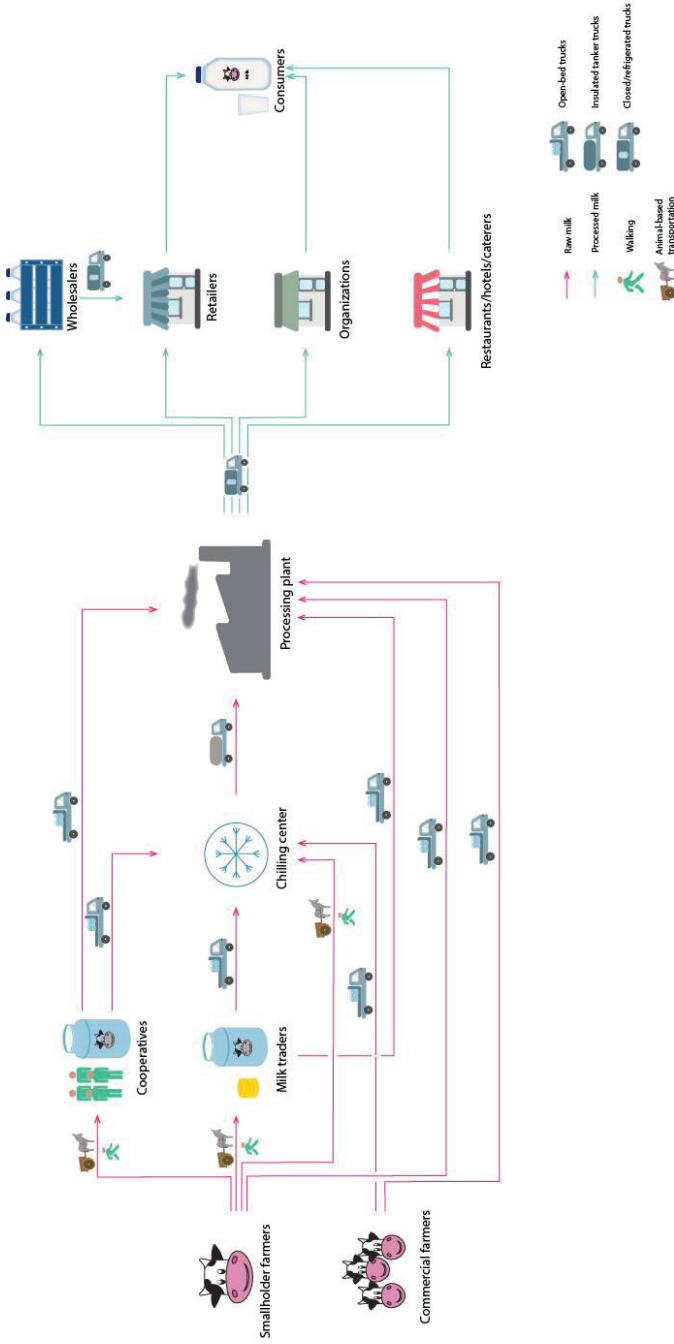 Smallholder farmers
Commercial farmers
Cooperatives
Milk traders
Chilling center
Processing plant
Wholesalers
Retailers
Organizations
Restaurants/hotels/caterers
Consumers
Raw milk
Processed milk
Walking
Animal-based
transportation
Open-bed trucks
Insulated tanker trucks
Closed/refrigerated trucks